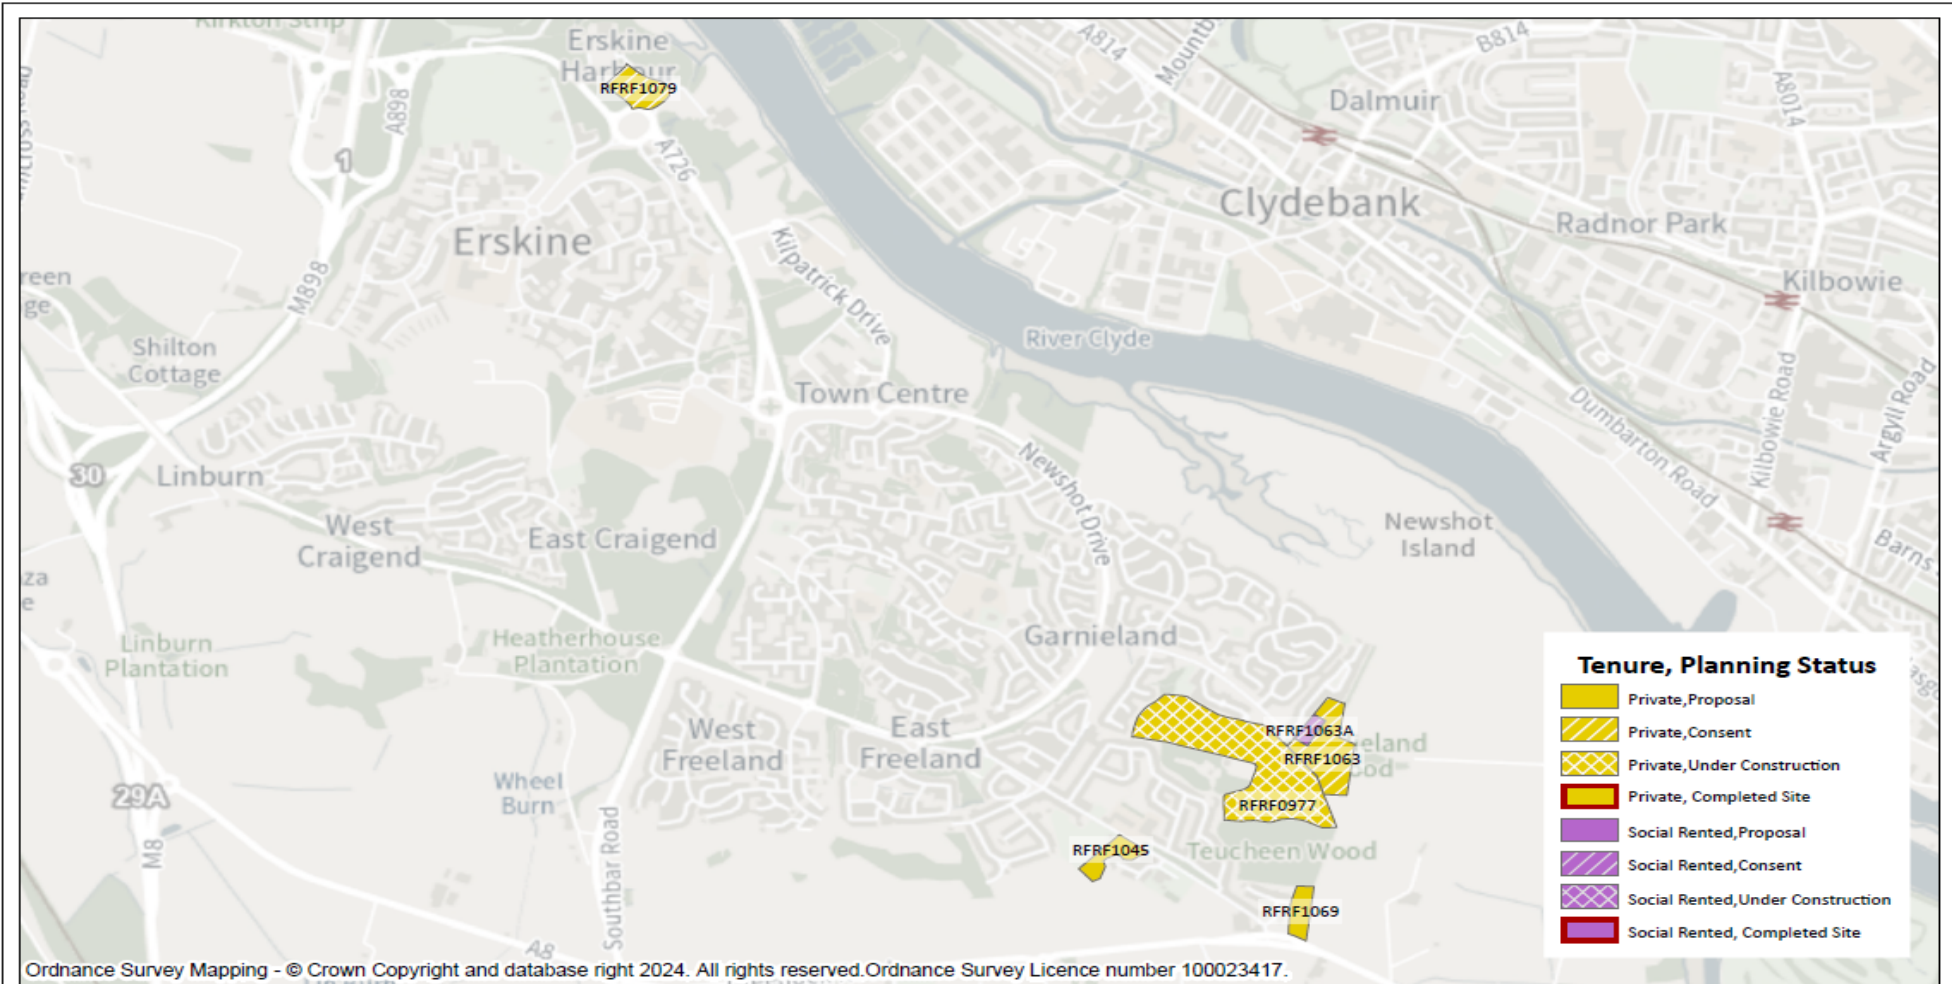 Kirkton Strip
Erskine
Harbour
RFRF1079
A898
1
A726
A814
B814
Dalmuir
A8014
Clydebank
Radnor Park
Kilbowie
Erskine
M898
Kilpatrick Drive
River Clyde
Shilton
Cottage
Town Centre
Dumbarton Road
Kilbowie Road
Argyll Road
30
Linburn
Newshot Drive
West
Craigend
East Craigend
Newshot
Island
Barns
Linburn
Plantation
Heatherhouse
Plantation
Garnieland
West
Freeland
East
Freeland
RFRF1063A
RFRF1063
eland
RFRF0977
Wheel
Burn
29A
M8
Southbar Road
RFRF1045
Teucheen Wood
RFRF1069
A8
Tenure, Planning Status
Private,Proposal
Private,Consent
Private,Under Construction
Private, Completed Site
Social Rented,Proposal
Social Rented,Consent
Social Rented,Under Construction
Social Rented, Completed Site
Ordnance Survey Mapping - © Crown Copyright and database right 2024. All rights reserved.Ordnance Survey Licence number 100023417.